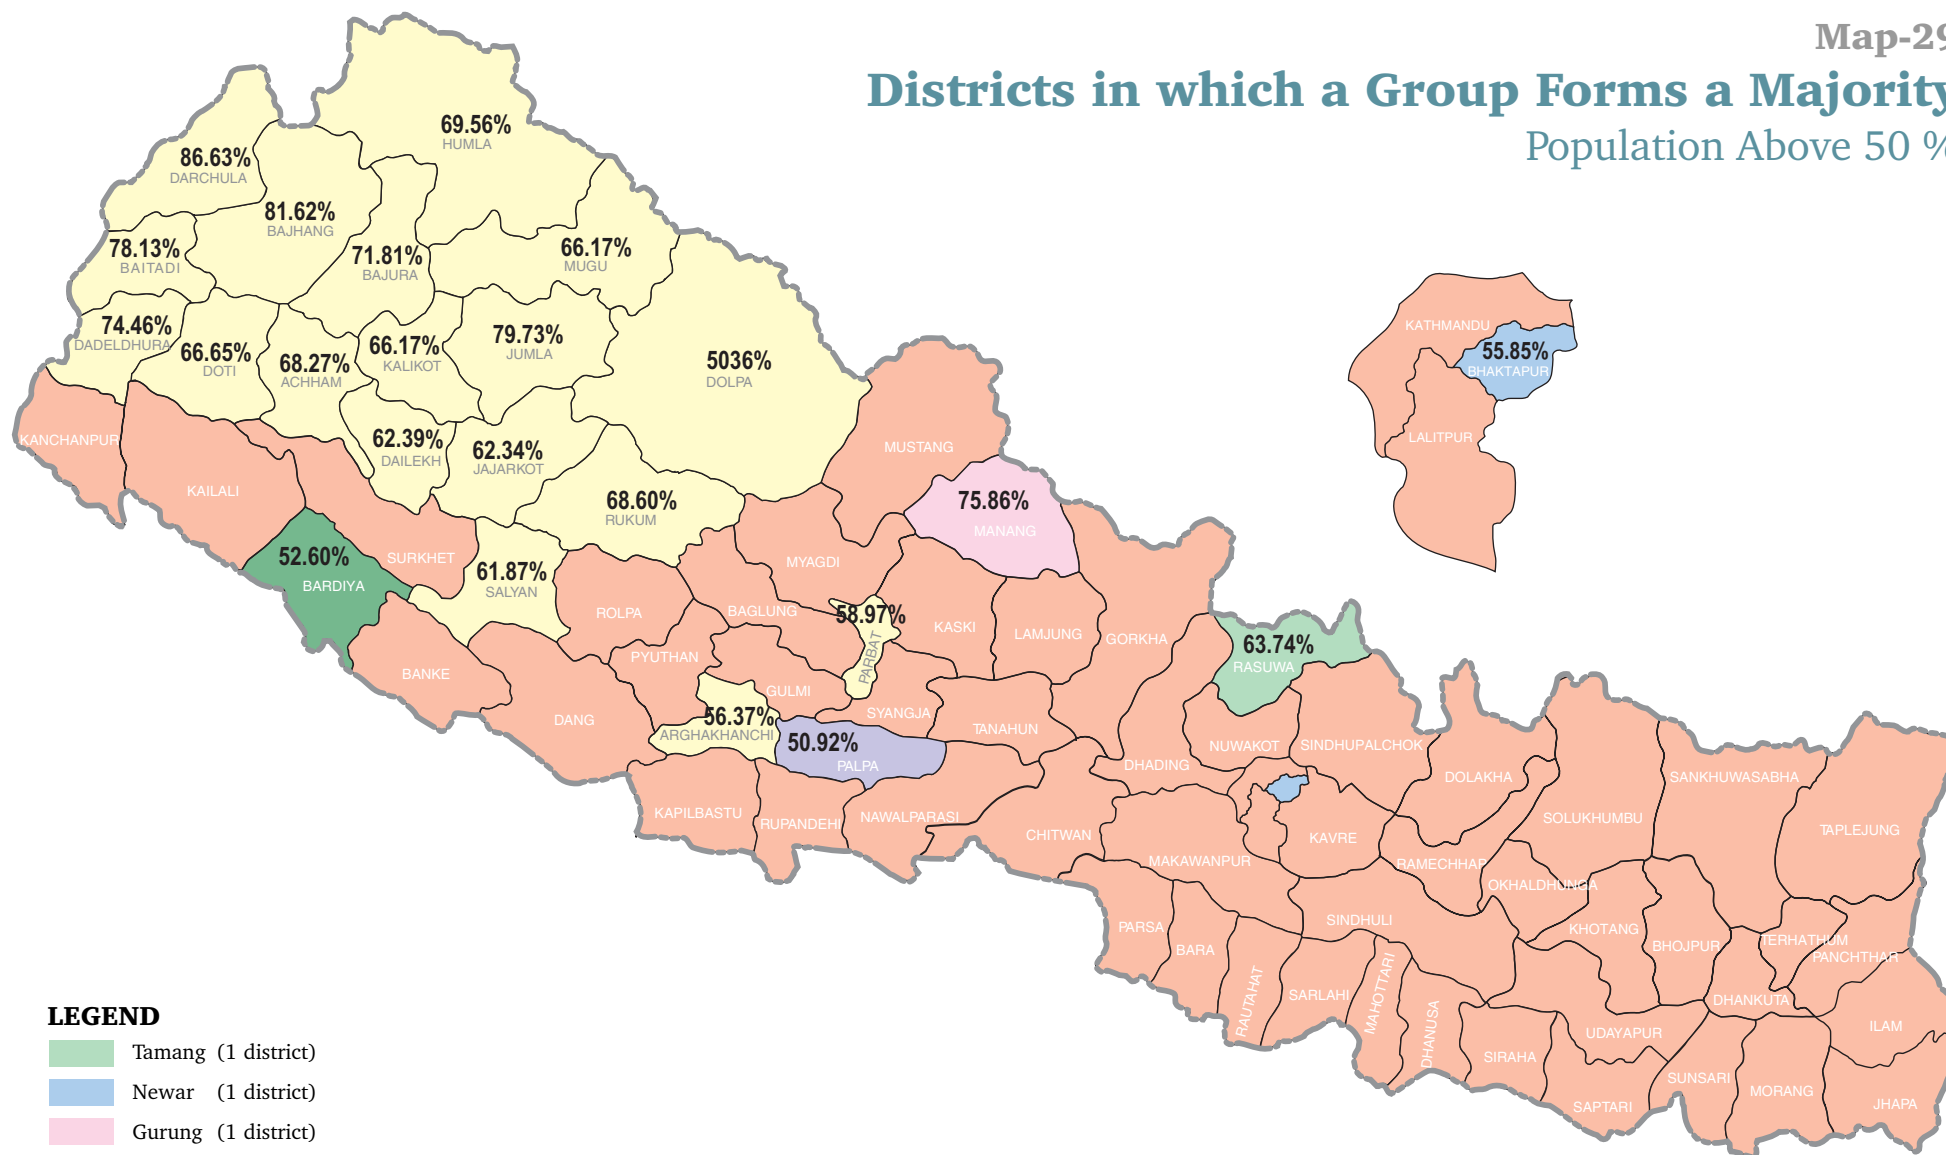 Map-29
Districts in which a Group Forms a Majority
Population Above 50 %
69.56%
HUMLA
86.63%
DARCHULA
81.62%
BAJHANG
78.13%
BAITADI
71.81%
BAJURA
66.17%
MUGU
74.46%
DADELDHURA
66.65%
DOTI
68.27%
ACHHAM
66.17%
KALIKOT
79.73%
JUMLA
5036%
DOLPA
KATHMANDU
55.85%
BHAKTAPUR
LALITPUR
KANCHANPUR
KAILALI
62.39%
DAILEKH
62.34%
JAJARKOT
68.60%
RUKUM
MUSTANG
75.86%
MANANG
52.60%
BARDIYA
SURKHET
61.87%
SALYAN
ROLPA
MYAGDI
BAGLUNG
58.97%
PARBAT
KASKI
LAMJUNG
GORKHA
63.74%
RASUWA
BANKE
PYUTHAN
DANG
GULMI
56.37%
ARGHAKHANCHI
50.92%
PALPA
SYANGJA
TANAHUN
DHADING
NUWAKOT
SINDHUPALCHOK
DOLAKHA
SANKHUWASABHA
KAPILBASTU
RUPANDEHI
NAWALPARASI
CHITWAN
MAKAWANPUR
KAVRE
RAMECHHAP
SOLUKHUMBU
TAPLEJUNG
OKHALDHUNGA
KHOTANG
BHOJPUR
TERHATHUM
PANCHTHAR
PARSA
BARA
RAUTAHAT
SARLAHI
SINDHULI
MAHOTTARI
DHANUSA
SIRAHA
UDAYAPUR
SAPTARI
DHANKUTA
SUNSARI
MORANG
ILAM
JHAPA
LEGEND
Tamang (1 district)
Newar (1 district)
Gurung (1 district)